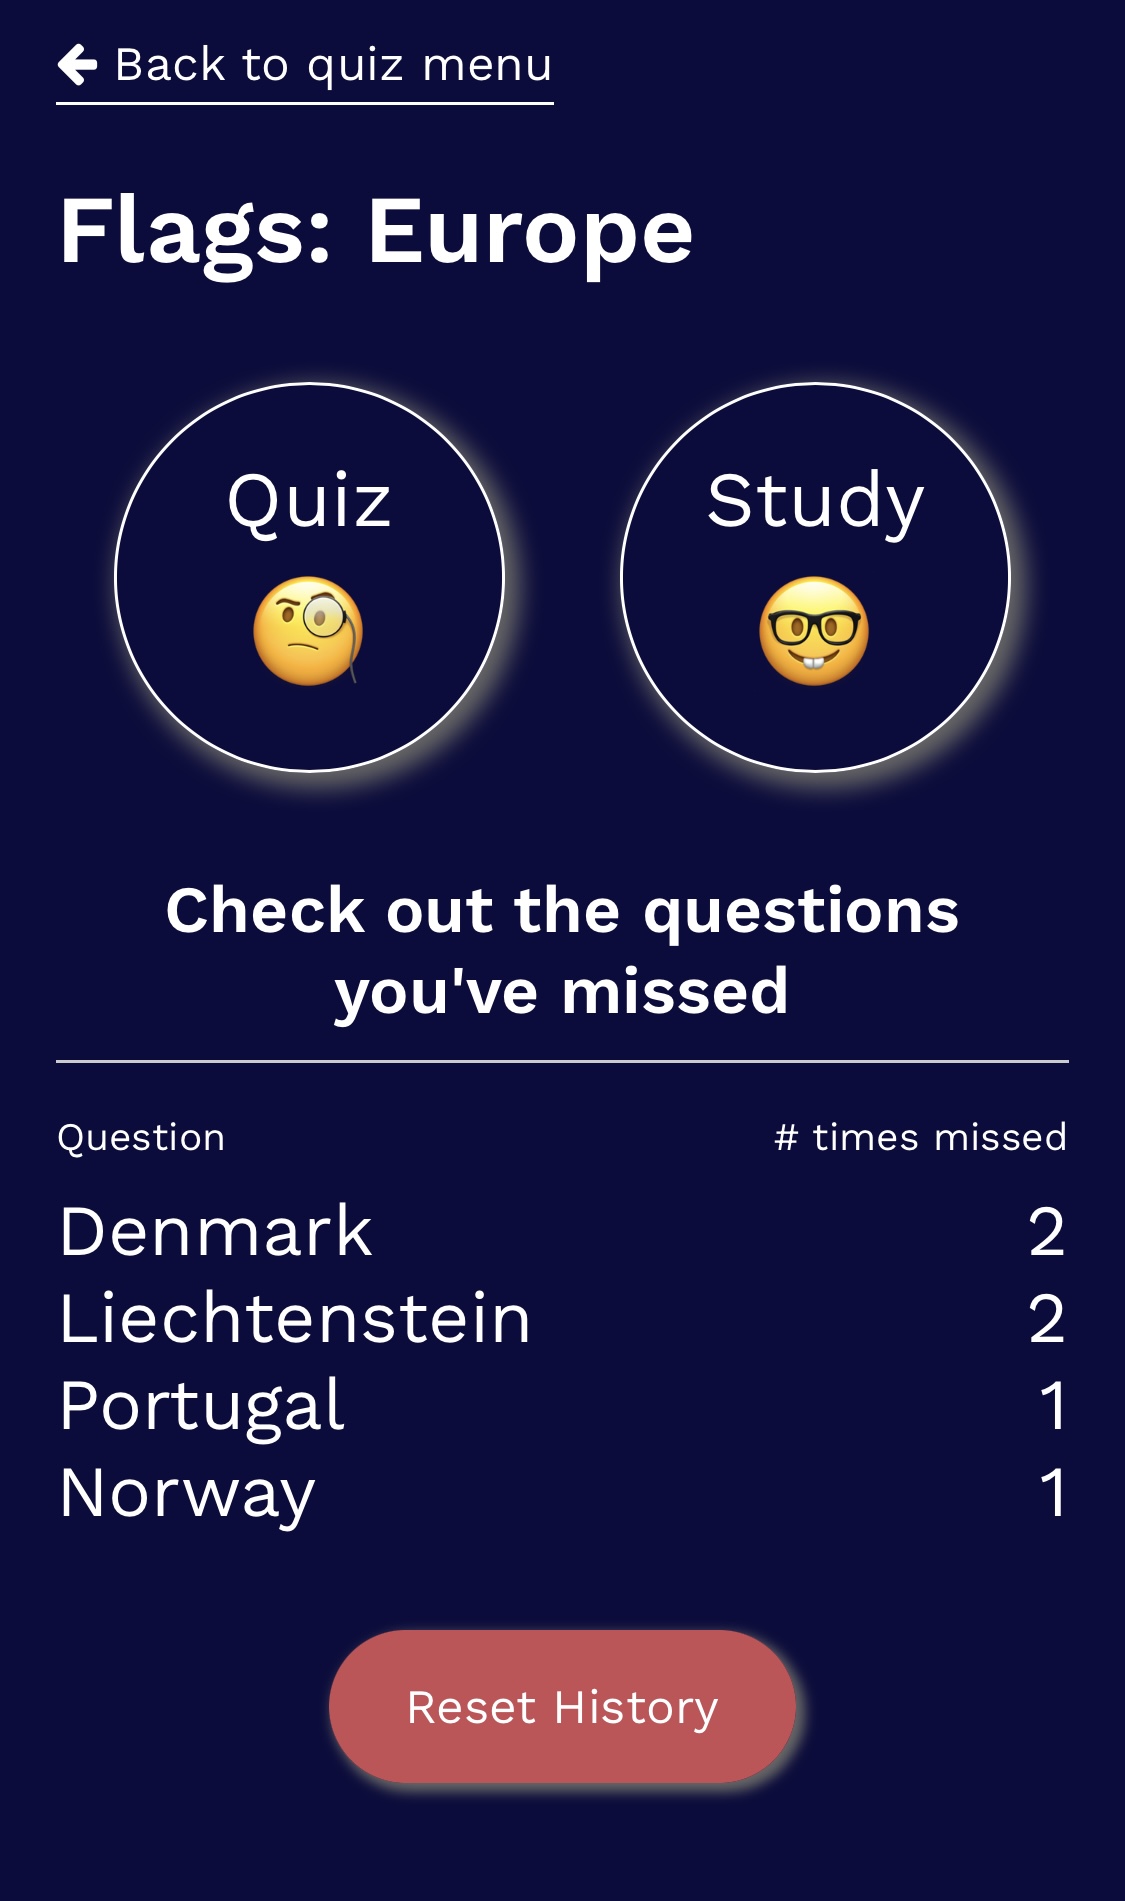 Back to quiz menu
Flags: Europe
Quiz
Study
Check out the questions
you've missed
Question # times missed
Denmark 2
Liechtenstein 2
Portugal 1
Norway 1
Reset History